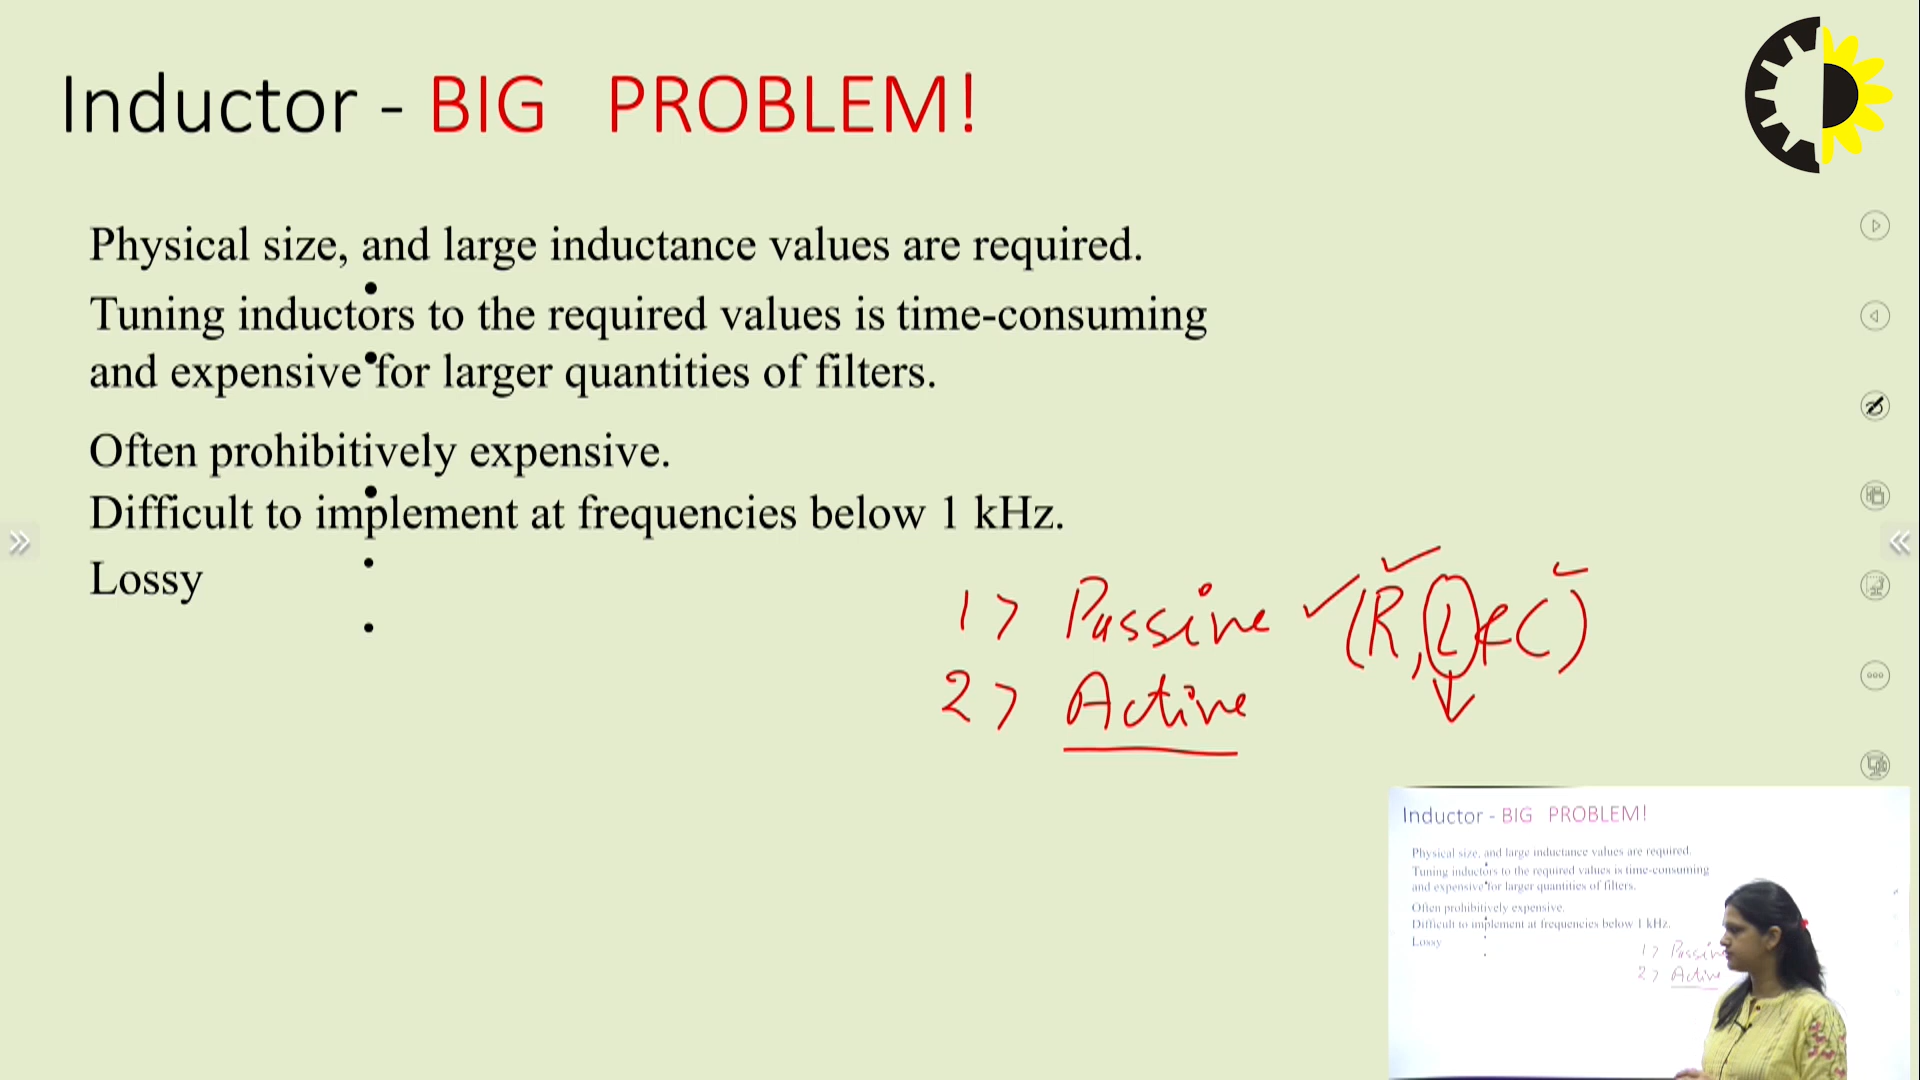 Inductor - BIG PROBLEM!
Physical size, and large inductance values are required.
Tuning inductors to the required values is time-consuming
and expensive for larger quantities of filters.
Often prohibitively expensive.
Difficult to implement at frequencies below 1 kHz.
Lossy
1> Passive ✓(R, L & C)
2> Active
Inductor - BIG PROBLEM!
Physical size, and large inductance values are required.
Tuning inductors to the required values is time-consuming
and expensive for larger quantities of filters.
Often prohibitively expensive.
Difficult to implement at frequencies below 1 kHz.
Lossy
1> Passive
2> Active